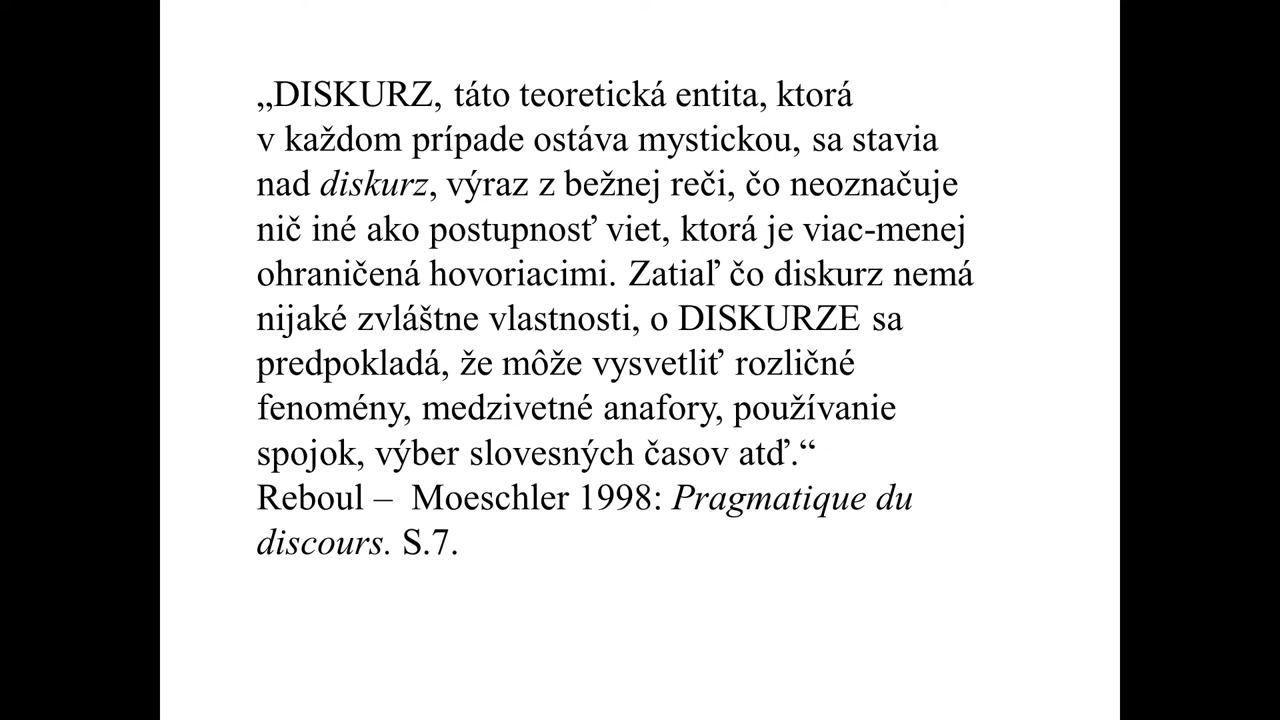 „DISKURZ, táto teoretická entita, ktorá
v každom prípade ostáva mystickou, sa stavia
nad diskurz, výraz z bežnej reči, čo neoznačuje
nič iné ako postupnosť viet, ktorá je viac-menej
ohraničená hovoriacimi. Zatiaľ čo diskurz nemá
nijaké zvláštne vlastnosti, o DISKURZE sa
predpokladá, že môže vysvetliť rozličné
fenomény, medzivetné anafory, používanie
spojok, výber slovesných časov atď.“
Reboul – Moeschler 1998: Pragmatique du
discours. S.7.